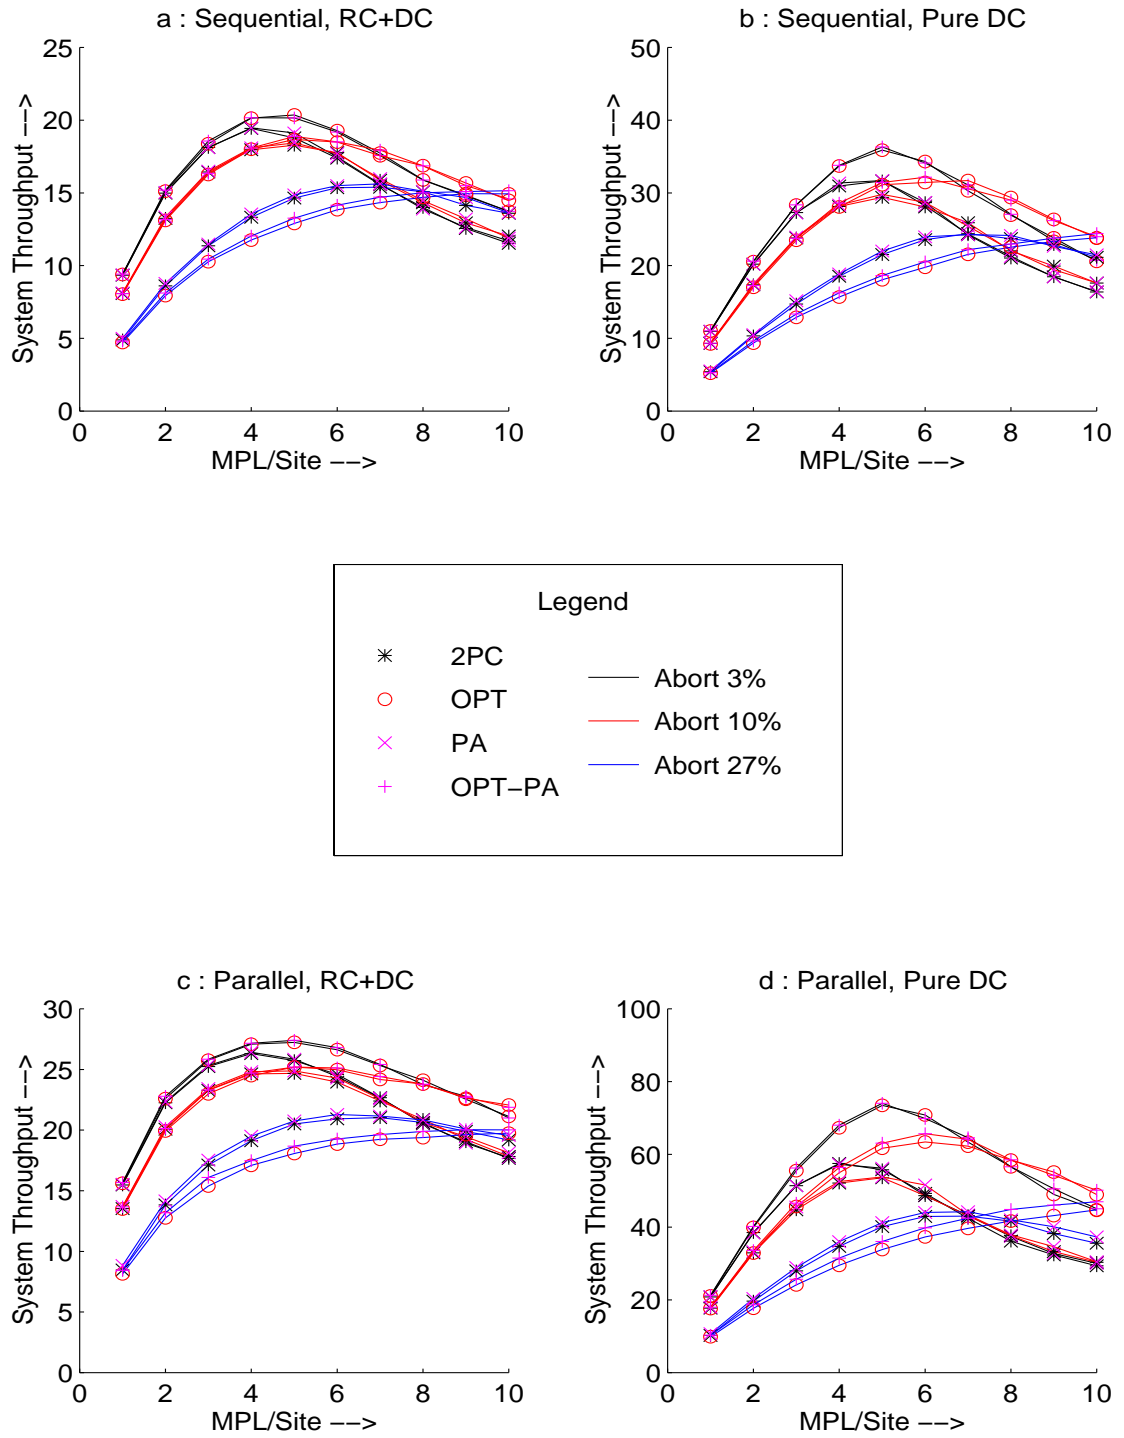 a : Sequential, RC+DC
25
20
15
10
5
0
System Throughput −−>
0 2 4 6 8 10
MPL/Site −−>
b : Sequential, Pure DC
50
40
30
20
10
0
System Throughput −−>
0 2 4 6 8 10
MPL/Site −−>
Legend
2PC
OPT
PA
OPT−PA
Abort 3%
Abort 10%
Abort 27%
c : Parallel, RC+DC
30
25
20
15
10
5
0
System Throughput −−>
0 2 4 6 8 10
MPL/Site −−>
d : Parallel, Pure DC
100
80
60
40
20
0
System Throughput −−>
0 2 4 6 8 10
MPL/Site −−>